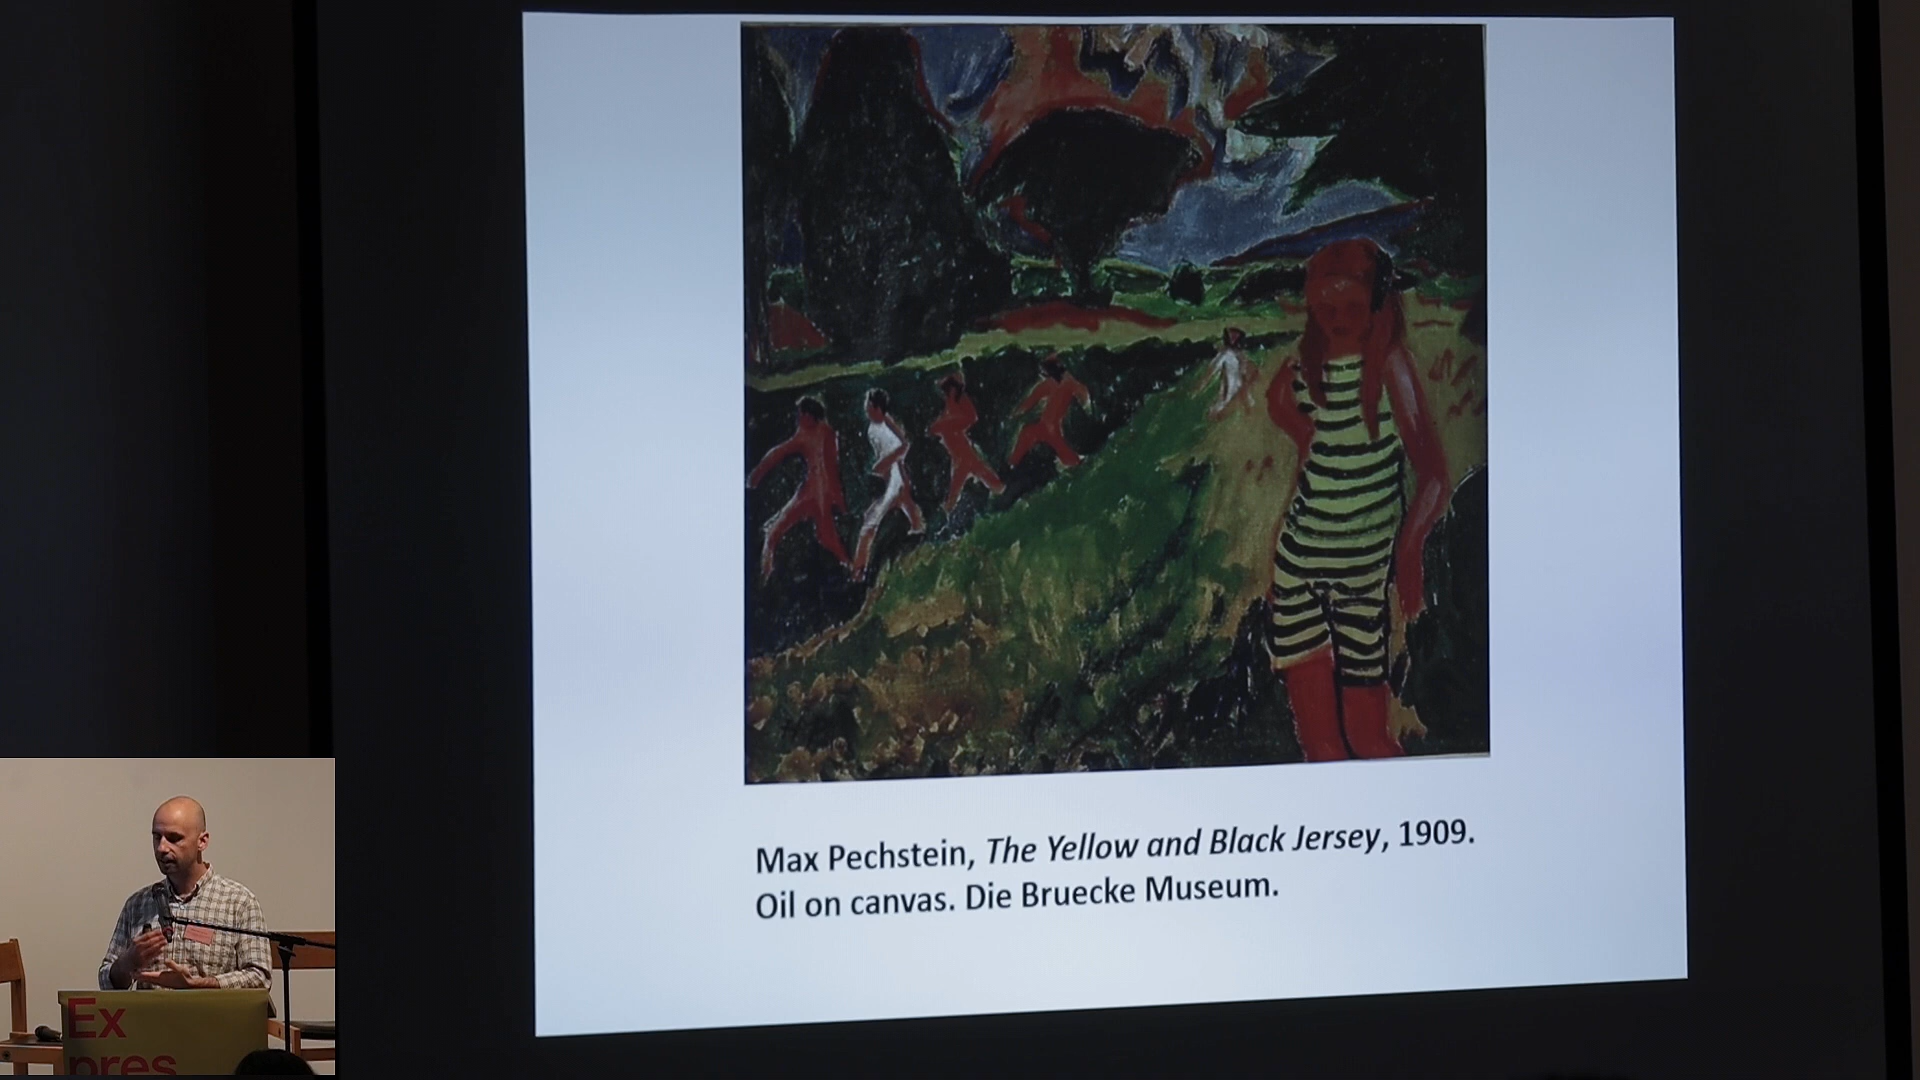 Max Pechstein, The Yellow and Black Jersey, 1909.
Oil on canvas. Die Bruecke Museum.
Ex
pres